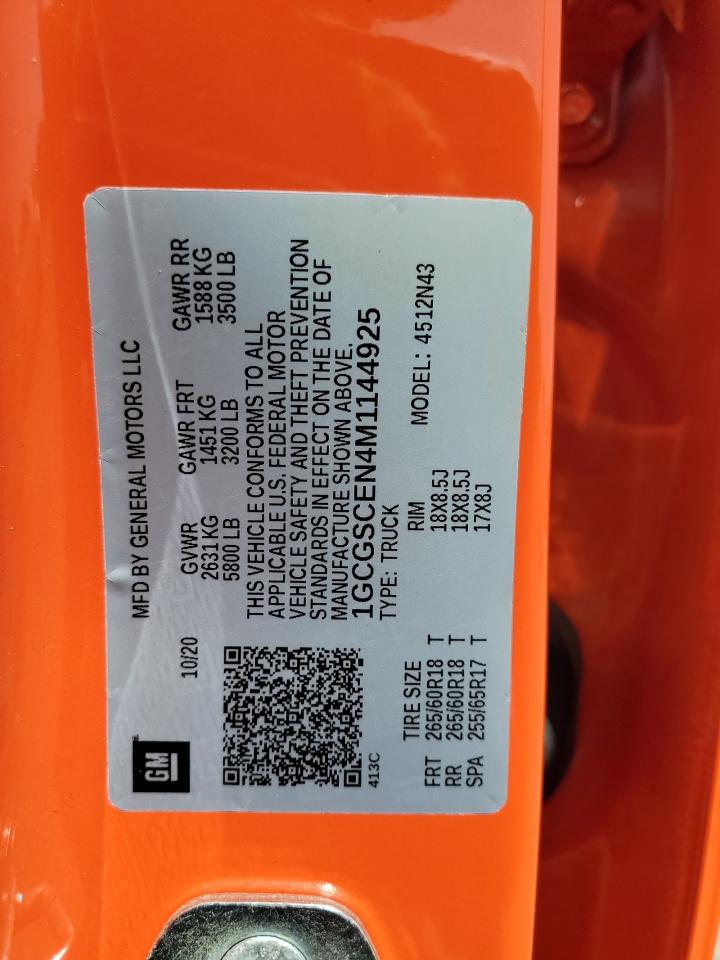 GM
MFD BY GENERAL MOTORS LLC
10/20
GVWR GAWR FRT GAWR RR
2631 KG 1451 KG 1588 KG
5800 LB 3200 LB 3500 LB
THIS VEHICLE CONFORMS TO ALL
APPLICABLE U.S. FEDERAL MOTOR
VEHICLE SAFETY AND THEFT PREVENTION
STANDARDS IN EFFECT ON THE DATE OF
MANUFACTURE SHOWN ABOVE.
1GCGSCEN4M1144925
413C
TYPE: TRUCK
MODEL: 4512N43
TIRE SIZE RIM
FRT 265/60R18 T 18X8.5J
RR 265/60R18 T 18X8.5J
SPA 255/65R17 T 17X8J